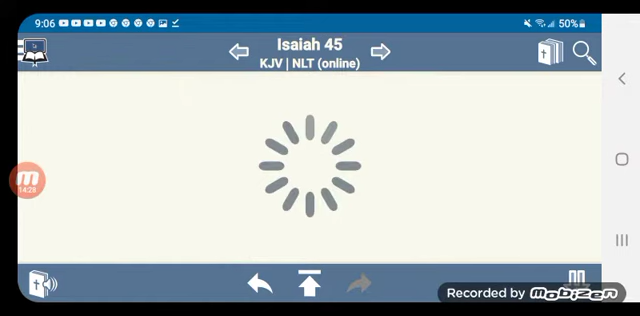 9:06
50%
Isaiah 45
KJV | NLT (online)
14:28
Recorded by MOBIZEN